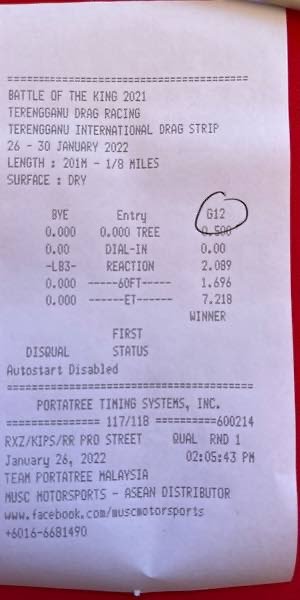 ================================================
BATTLE OF THE KING 2021
TERENGGANU DRAG RACING
TERENGGANU INTERNATIONAL DRAG STRIP
26 - 30 JANUARY 2022
LENGTH : 201M - 1/8 MILES
SURFACE : DRY
BYE Entry G12
0.000 0.000 TREE 0.500
0.00 DIAL-IN 0.00
-LB3- REACTION 2.089
0.000 -----60FT----- 1.696
0.000 ------ET------ 7.218
WINNER
FIRST
DISQUAL STATUS
Autostart Disabled
================================================
PORTATREE TIMING SYSTEMS, INC.
=============== 117/118 ==========600214
RXZ/KIPS/RR PRO STREET QUAL RND 1
January 26, 2022 02:05:43 PM
TEAM PORTATREE MALAYSIA
MUSC MOTORSPORTS - ASEAN DISTRIBUTOR
www.facebook.com/muscmotorsports
+6016-6681490